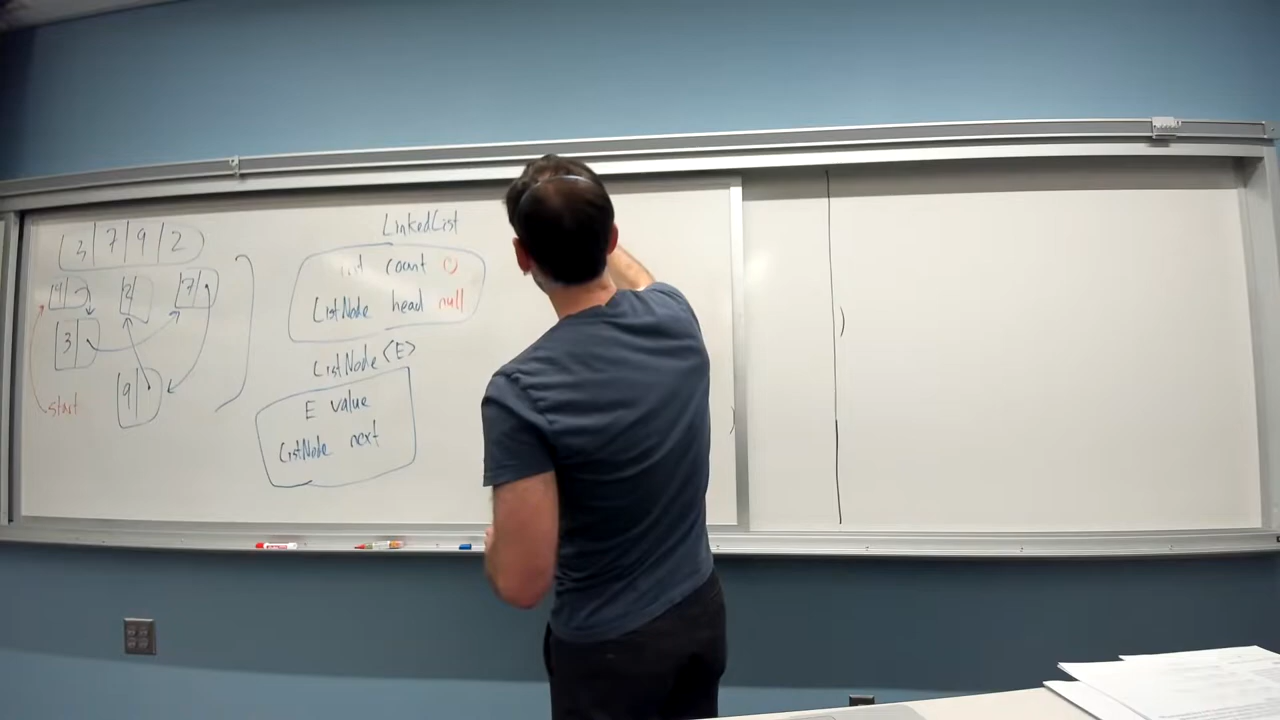 3 7 9 2
4 2 7
3
9
start
LinkedList
int count 0
ListNode head null
ListNode <E>
E value
ListNode next